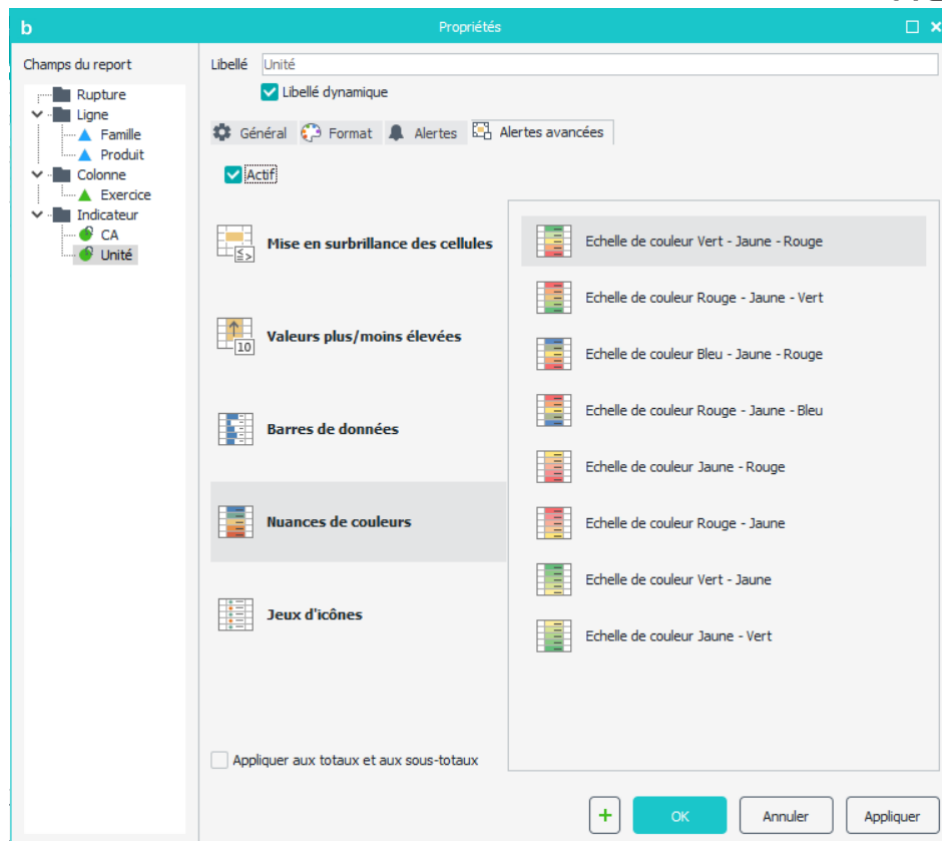 b
Propriétés
Champs du report
Rupture
Ligne
Famille
Produit
Colonne
Exercice
Indicateur
CA
Unité
Libellé
Unité
Libellé dynamique
Général
Format
Alertes
Alertes avancées
Actif
Mise en surbrillance des cellules
Valeurs plus/moins élevées
10
Barres de données
Nuances de couleurs
Jeux d'icônes
Echelle de couleur Vert - Jaune - Rouge
Echelle de couleur Rouge - Jaune - Vert
Echelle de couleur Bleu - Jaune - Rouge
Echelle de couleur Rouge - Jaune - Bleu
Echelle de couleur Jaune - Rouge
Echelle de couleur Rouge - Jaune
Echelle de couleur Vert - Jaune
Echelle de couleur Jaune - Vert
Appliquer aux totaux et aux sous-totaux
+
OK
Annuler
Appliquer